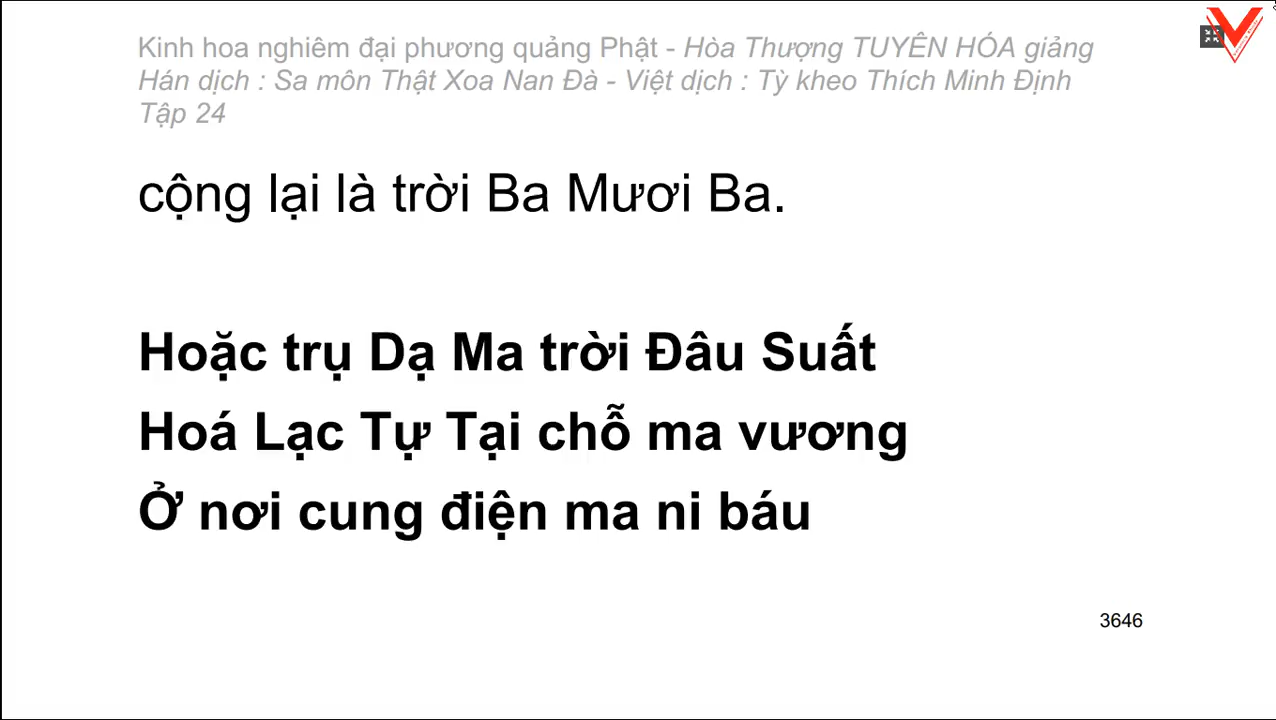 Kinh hoa nghiêm đại phương quảng Phật - Hòa Thượng TUYÊN HÓA giảng
Hán dịch : Sa môn Thật Xoa Nan Đà - Việt dịch : Tỳ kheo Thích Minh Định
Tập 24
cộng lại là trời Ba Mươi Ba.
Hoặc trụ Dạ Ma trời Đâu Suất
Hoá Lạc Tự Tại chỗ ma vương
Ở nơi cung điện ma ni báu
3646